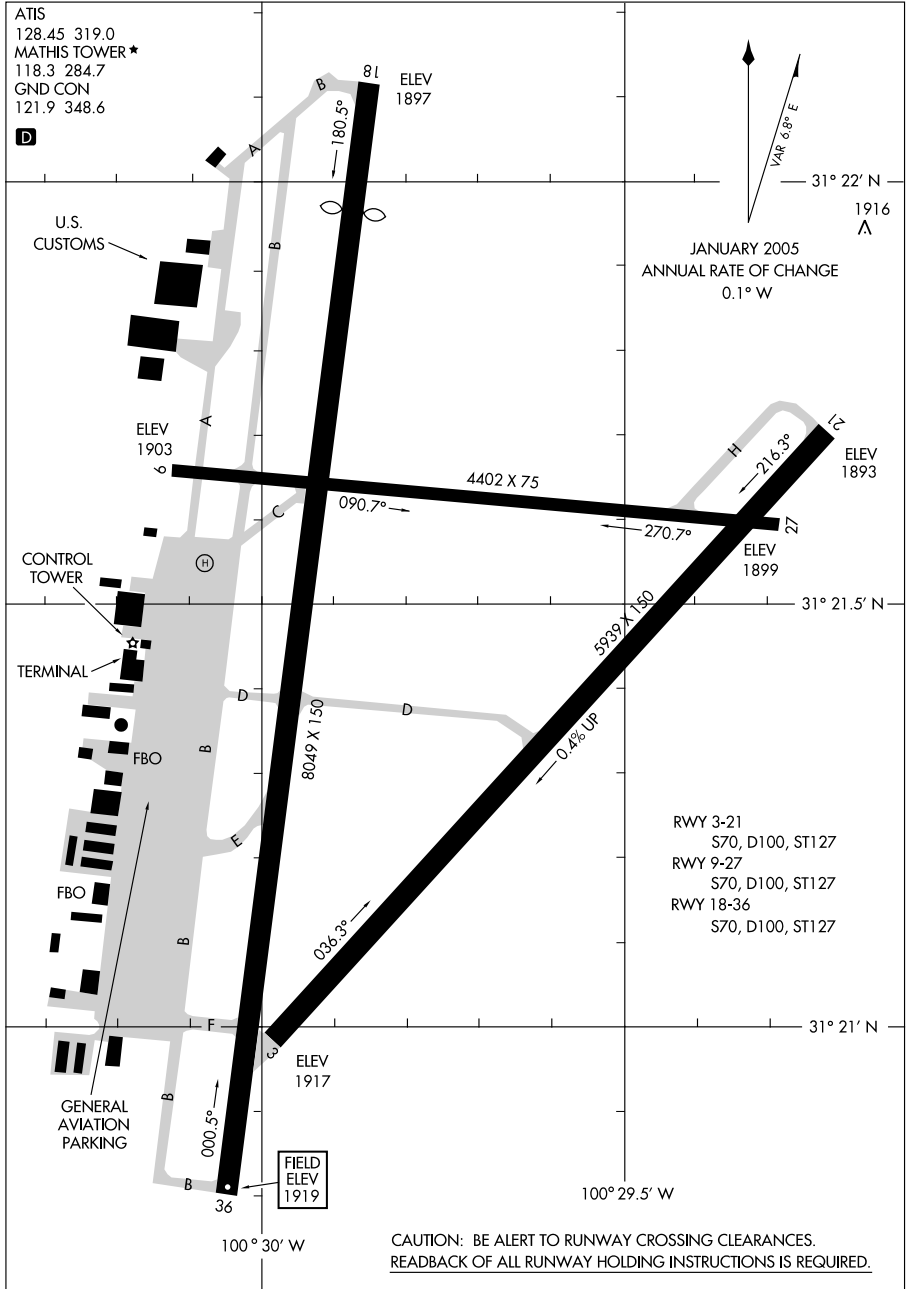 ATIS
128.45 319.0
MATHIS TOWER★
118.3 284.7
GND CON
121.9 348.6
D
18
ELEV
1897
B
180.5°
A
VAR 6.8° E
31° 22' N
1916
JANUARY 2005
ANNUAL RATE OF CHANGE
0.1° W
U.S.
CUSTOMS
B
A
ELEV
1903
9
4402 X 75
090.7°
270.7°
27
H
216.3°
21
ELEV
1893
ELEV
1899
C
H
CONTROL
TOWER
31° 21.5' N
5939 X 150
TERMINAL
D
D
B
8049 X 150
0.4% UP
FBO
E
RWY 3-21
S70, D100, ST127
RWY 9-27
S70, D100, ST127
RWY 18-36
S70, D100, ST127
FBO
B
036.3°
F
31° 21' N
3
ELEV
1917
B
000.5°
GENERAL
AVIATION
PARKING
B
36
FIELD
ELEV
1919
100° 29.5' W
100° 30' W
CAUTION: BE ALERT TO RUNWAY CROSSING CLEARANCES.
READBACK OF ALL RUNWAY HOLDING INSTRUCTIONS IS REQUIRED.